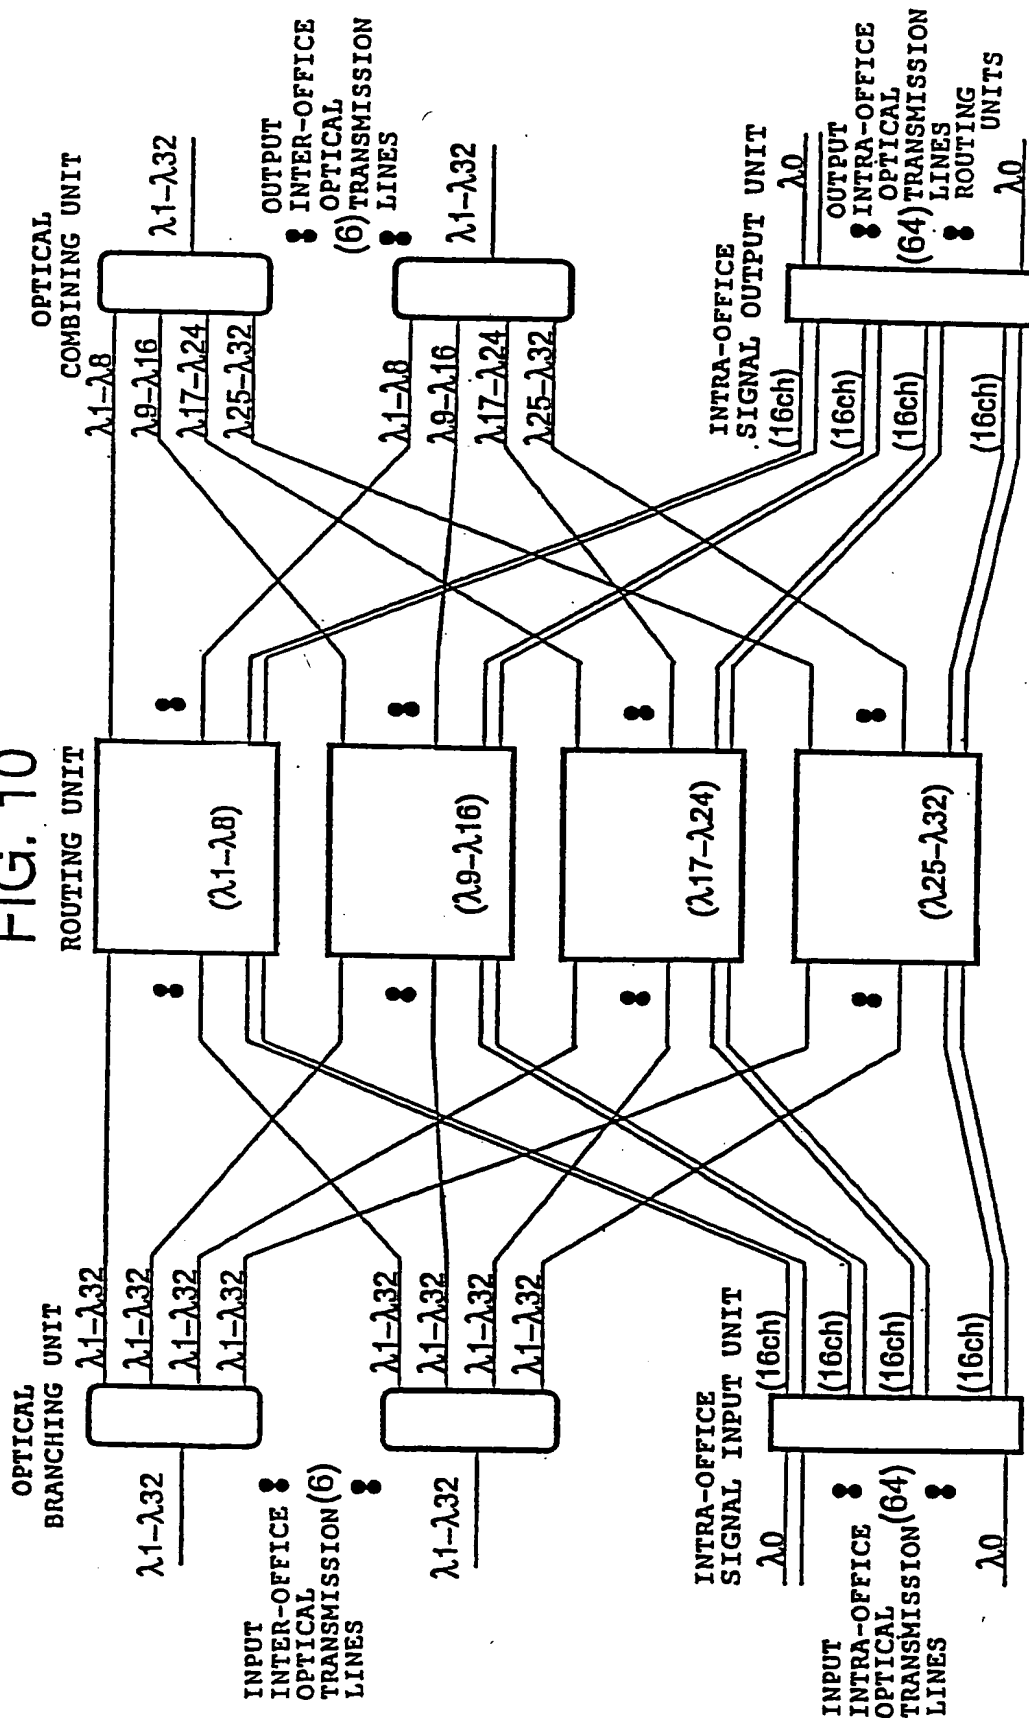 FIG. 10
OPTICAL
BRANCHING UNIT
ROUTING UNIT
OPTICAL
COMBINING UNIT
λ1-λ32
λ1-λ32
λ1-λ32
λ1-λ32
λ1-λ32
(λ1-λ8)
λ1-λ8
λ9-λ16
λ17-λ24
λ25-λ32
λ1-λ32
INPUT
INTER-OFFICE
OPTICAL
TRANSMISSION(6)
LINES
OUTPUT
INTER-OFFICE
OPTICAL
(6)TRANSMISSION
LINES
λ1-λ32
λ1-λ32
λ1-λ32
λ1-λ32
λ1-λ32
(λ9-λ16)
λ1-λ8
λ9-λ16
λ17-λ24
λ25-λ32
λ1-λ32
(λ17-λ24)
INTRA-OFFICE
SIGNAL INPUT UNIT
INTRA-OFFICE
SIGNAL OUTPUT UNIT
λ0
(16ch)
(16ch)
(16ch)
(16ch)
(λ25-λ32)
(16ch)
(16ch)
(16ch)
(16ch)
λ0
INPUT
INTRA-OFFICE
OPTICAL (64)
TRANSMISSION
LINES
OUTPUT
INTRA-OFFICE
OPTICAL
(64)TRANSMISSION
LINES
ROUTING
UNITS
λ0
λ0